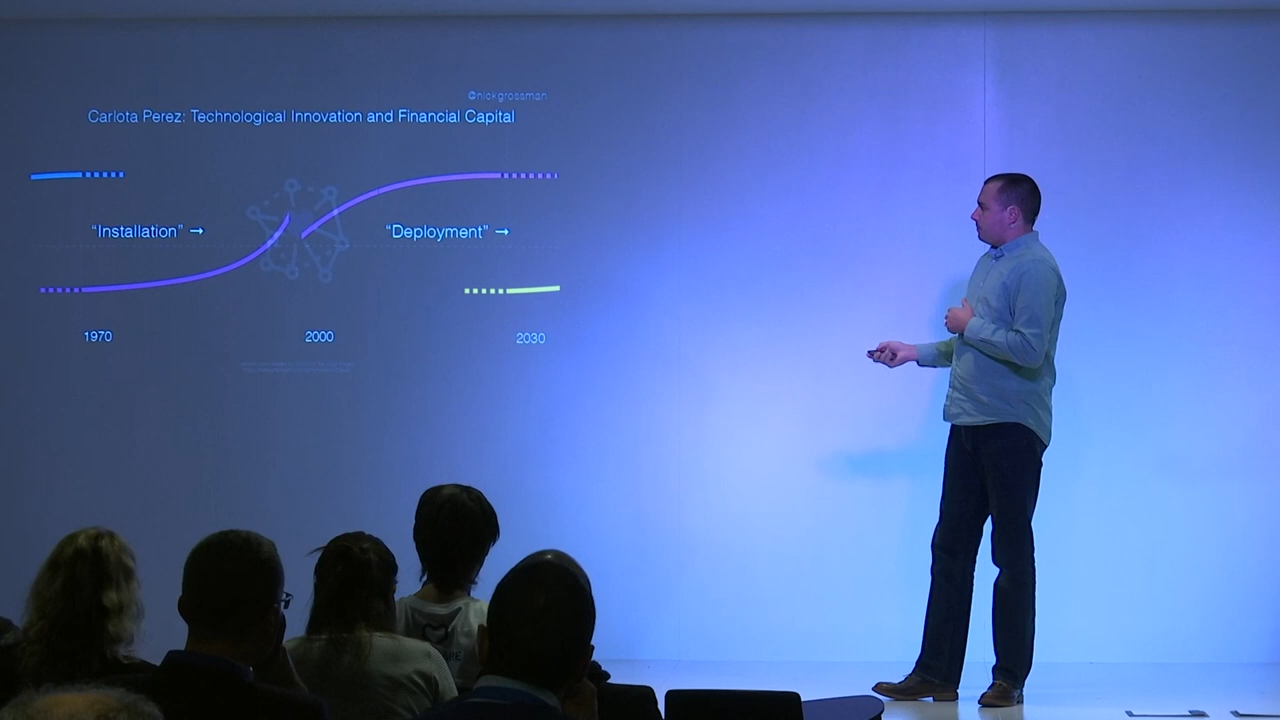 @nickgrossman
Carlota Perez: Technological Innovation and Financial Capital
“Installation” →
“Deployment” →
1970
2000
2030